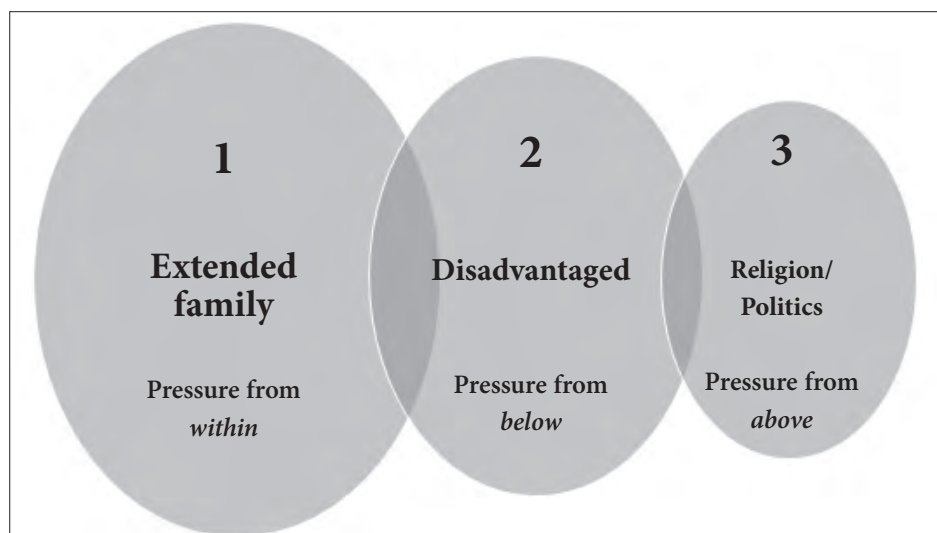 1
Extended
family
Pressure from
within
2
Disadvantaged
Pressure from
below
3
Religion/
Politics
Pressure from
above